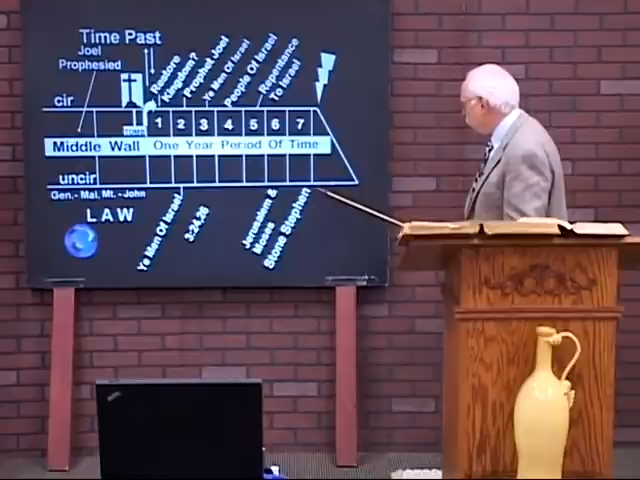 Time Past
Joel
Prophesied
Restore
Kingdom?
Prophet Joel
Ye Men Of Israel
People Of Israel
Repentance
To Israel
cir
1 2 3 4 5 6 7
Middle Wall One Year Period Of Time
uncir
Gen.- Mal, Mt. - John
LAW
Ye Men Of Israel
3:24,26
Jerusalem &
Moses
Stone Stephen